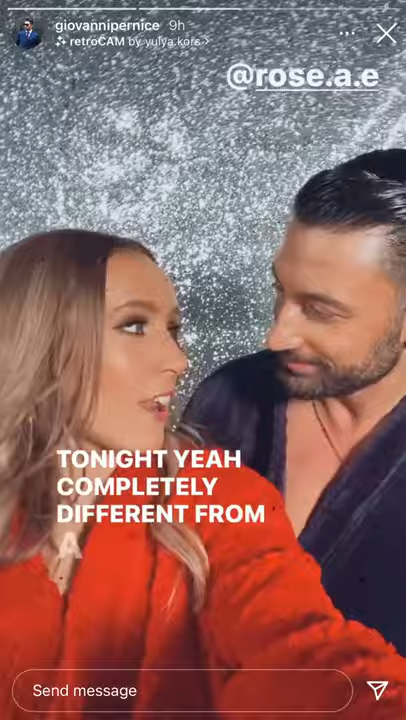 giovannipernice 9h
retroCAM by yulya.kors >
@rose.a.e
TONIGHT YEAH
COMPLETELY
DIFFERENT FROM
A
Send message